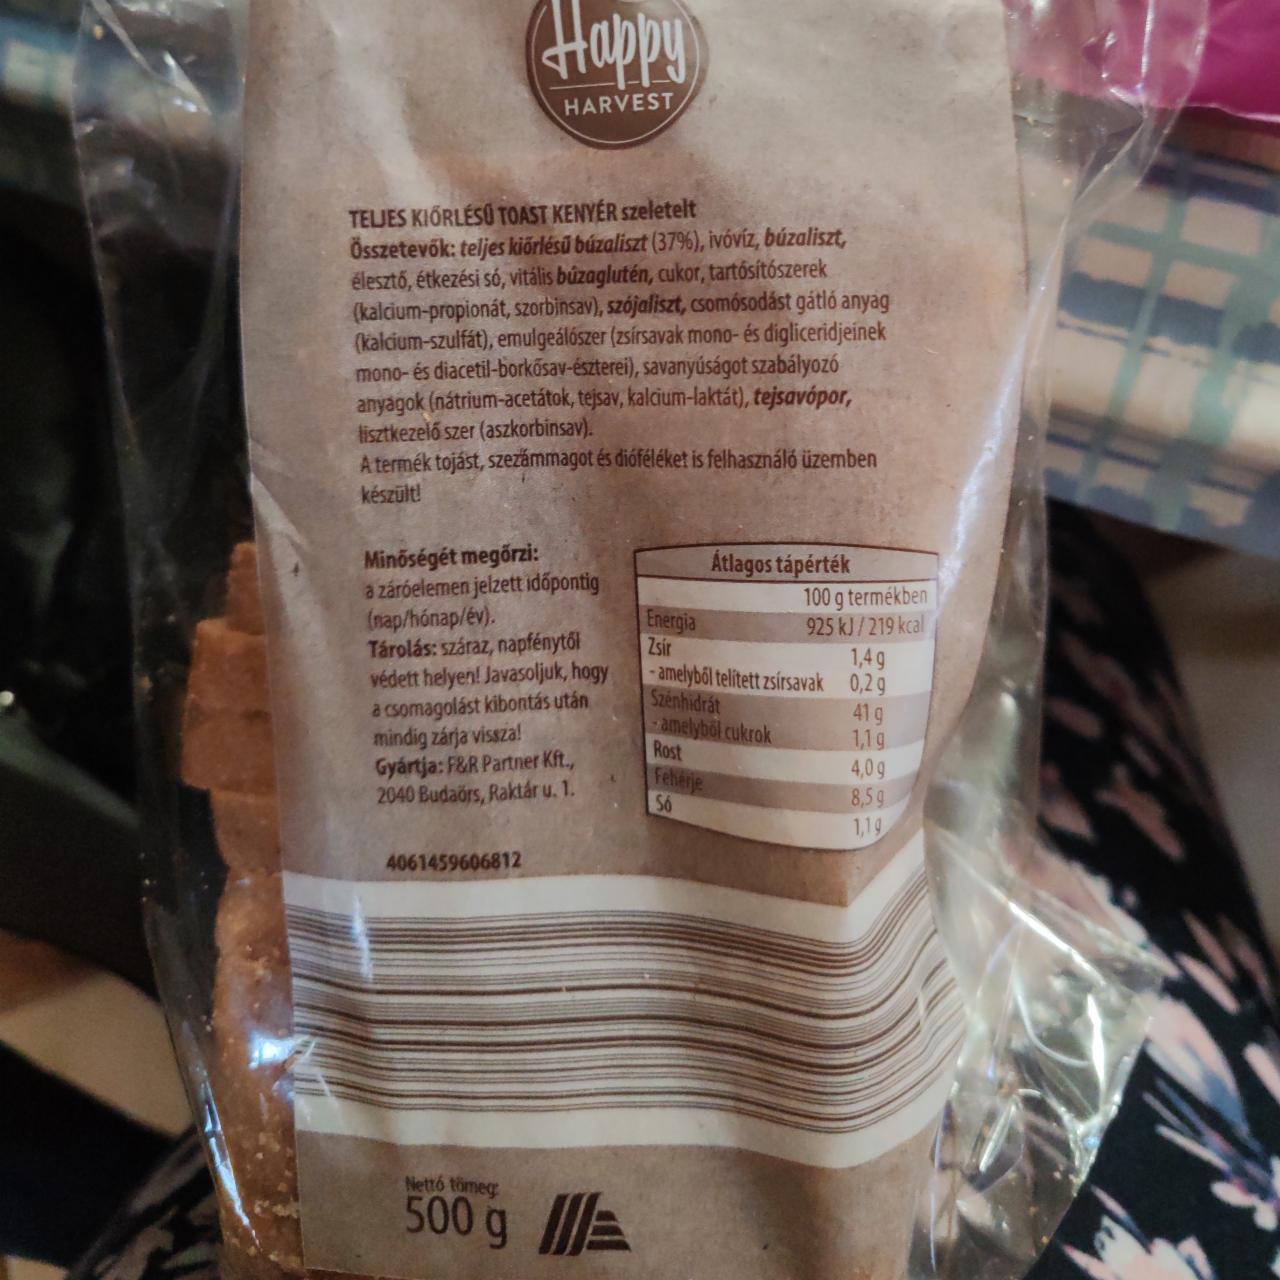 Happy
HARVEST
TELJES KIŐRLÉSŰ TOAST KENYÉR szeletelt
Összetevők: teljes kiőrlésű búzaliszt (37%), ivóvíz, búzaliszt,
élesztő, étkezési só, vitális búzaglutén, cukor, tartósítószerek
(kalcium-propionát, szorbinsav), szójaliszt, csomósodást gátló anyag
(kalcium-szulfát), emulgeálószer (zsírsavak mono- és digliceridjeinek
mono- és diacetil-borkősav-észterei), savanyúságot szabályozó
anyagok (nátrium-acetátok, tejsav, kalcium-laktát), tejsavópor,
lisztkezelő szer (aszkorbinsav).
A termék tojást, szezámmagot és dióféléket is felhasználó üzemben
készült!
Minőségét megőrzi:
a záróelemen jelzett időpontig
(nap/hónap/év).
Tárolás: száraz, napfénytől
védett helyen! Javasoljuk, hogy
a csomagolást kibontás után
mindig zárja vissza!
Gyártja: F&R Partner Kft.,
2040 Budaörs, Raktár u. 1.
4061459606812
Átlagos tápérték
100 g termékben
Energia 925 kJ / 219 kcal
Zsír 1,4 g
- amelyből telített zsírsavak 0,2 g
Szénhidrát 41 g
- amelyből cukrok 1,1 g
Rost 4,0 g
Fehérje 8,5 g
Só 1,1 g
Nettó tömeg:
500 g